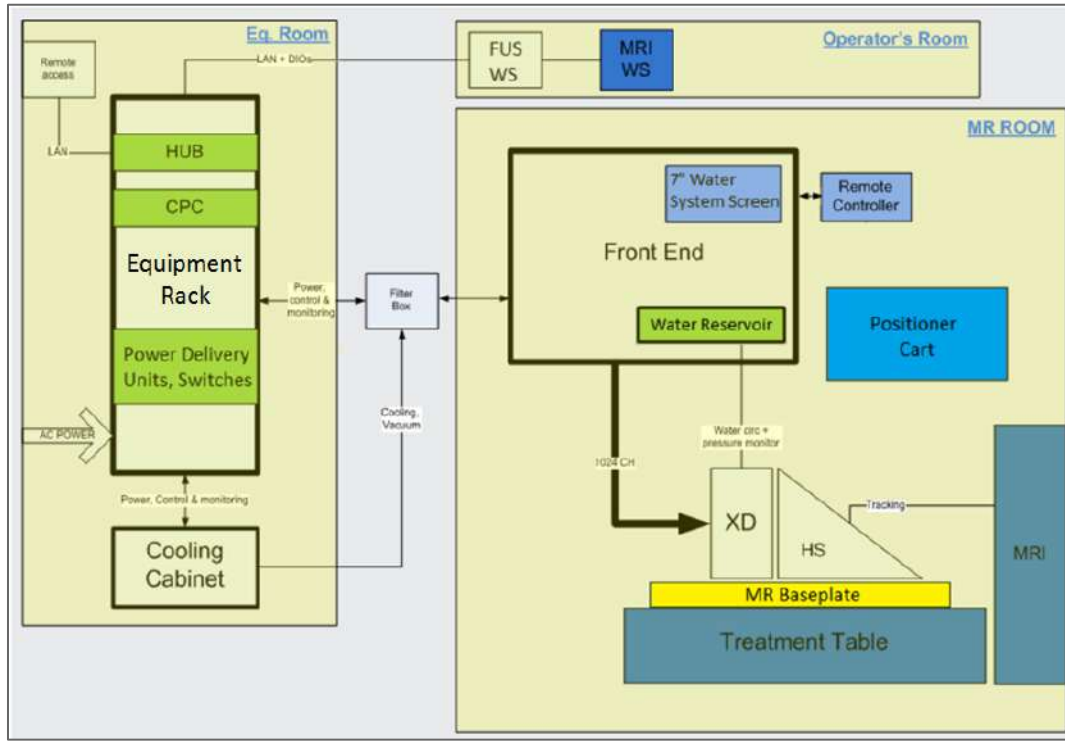 Eq. Room
Remote
access
LAN + DIOs
LAN
HUB
CPC
Equipment
Rack
Power Delivery
Units, Switches
AC POWER
Power, Control & monitoring
Cooling
Cabinet
Power,
control &
monitoring
Filter
Box
Cooling,
Vacuum
Operator's Room
FUS
WS
MRI
WS
MR ROOM
7" Water
System Screen
Remote
Controller
Front End
Water Reservoir
Positioner
Cart
Water circ +
pressure monitor
1024 CH
XD
HS
Tracking
MRI
MR Baseplate
Treatment Table